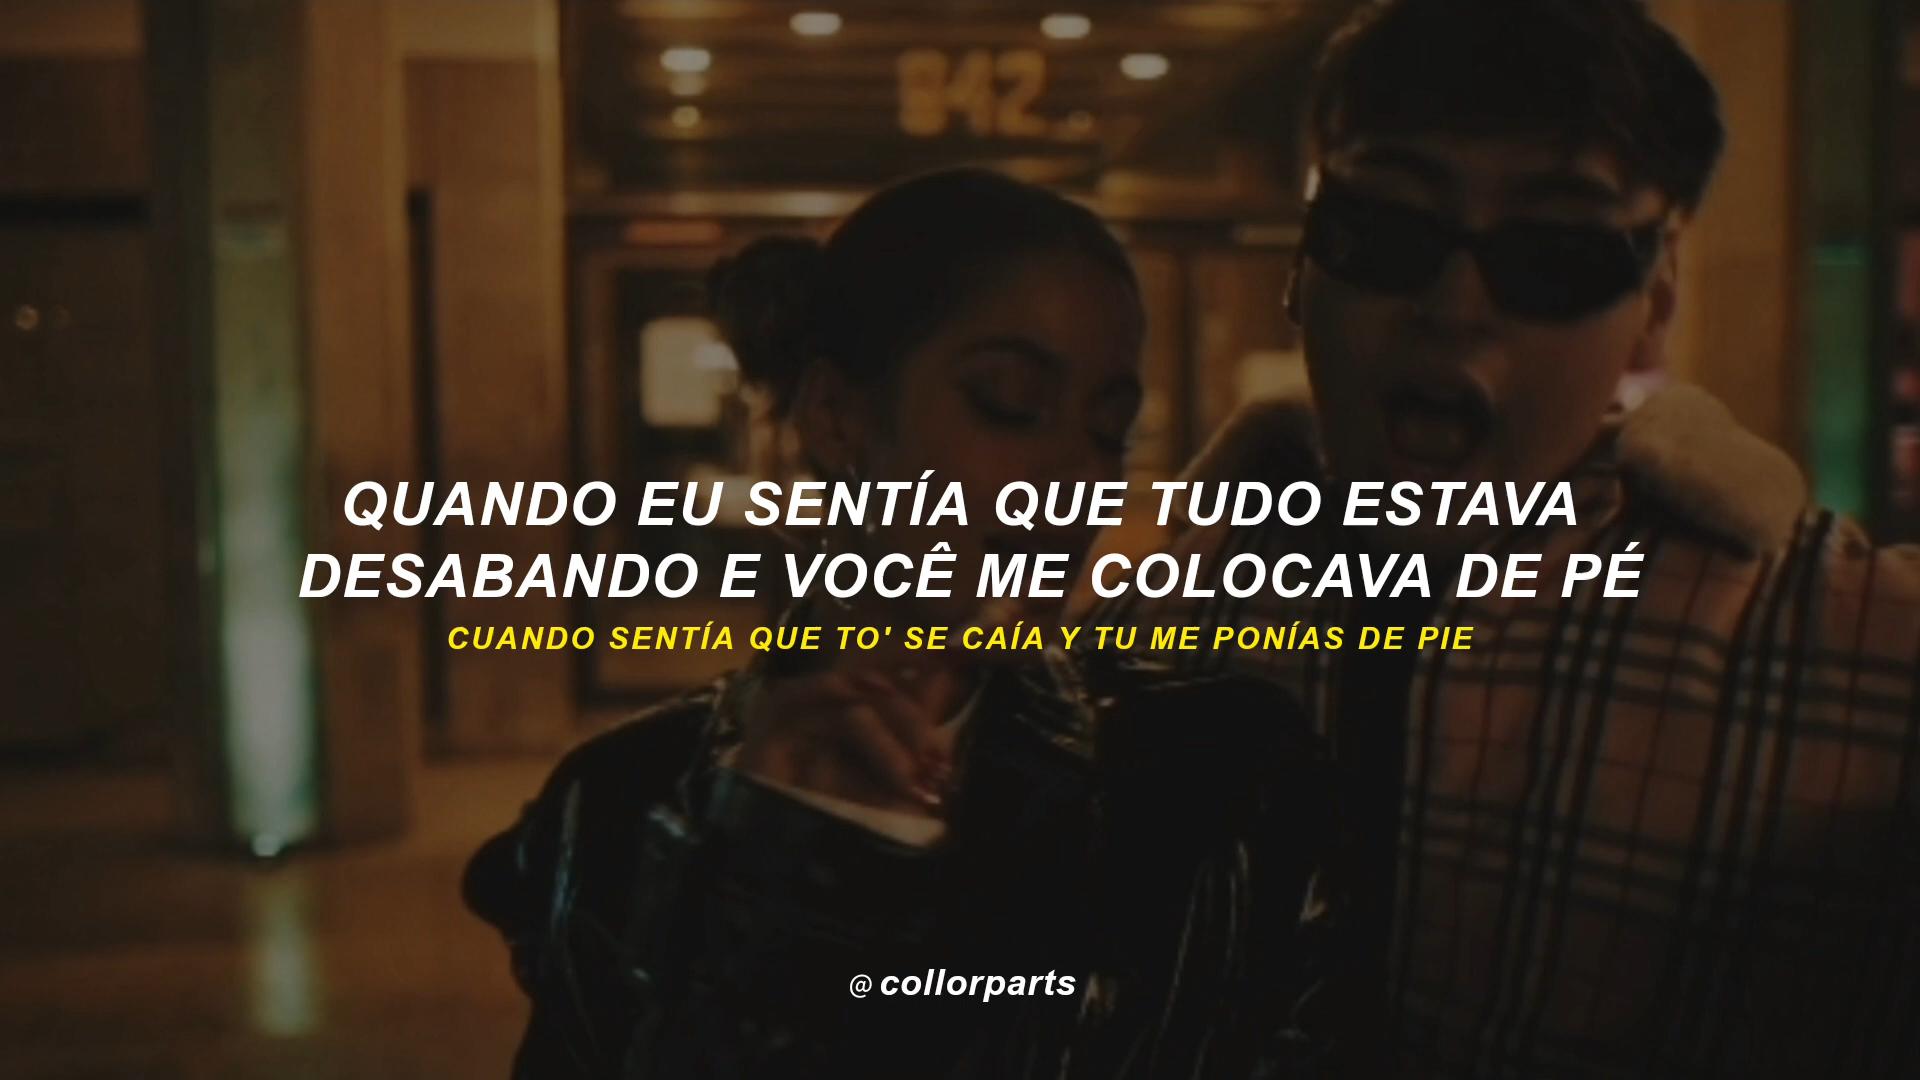 842
QUANDO EU SENTÍA QUE TUDO ESTAVA
DESABANDO E VOCÊ ME COLOCAVA DE PÉ
CUANDO SENTÍA QUE TO' SE CAÍA Y TU ME PONÍAS DE PIE
@collorparts